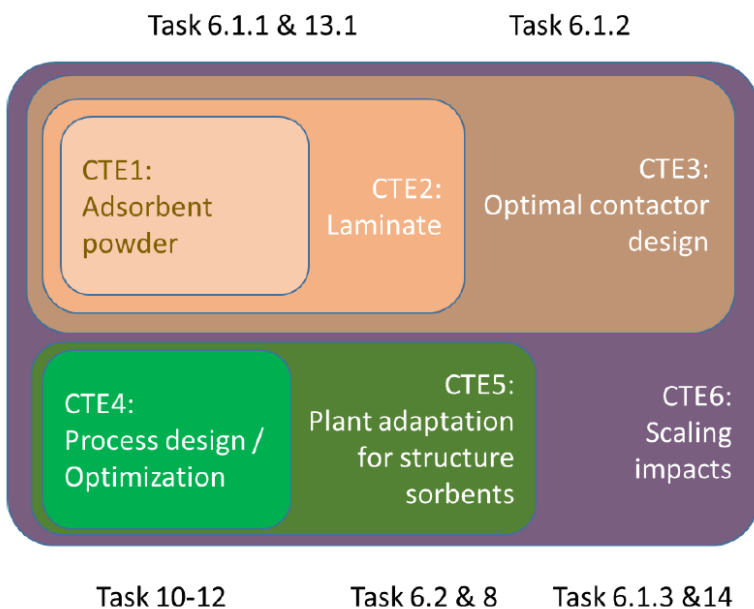 Task 6.1.1 & 13.1
Task 6.1.2
CTE1:
Adsorbent
powder
CTE2:
Laminate
CTE3:
Optimal contactor
design
CTE4:
Process design /
Optimization
CTE5:
Plant adaptation
for structure
sorbents
CTE6:
Scaling
impacts
Task 10-12
Task 6.2 & 8
Task 6.1.3 &14